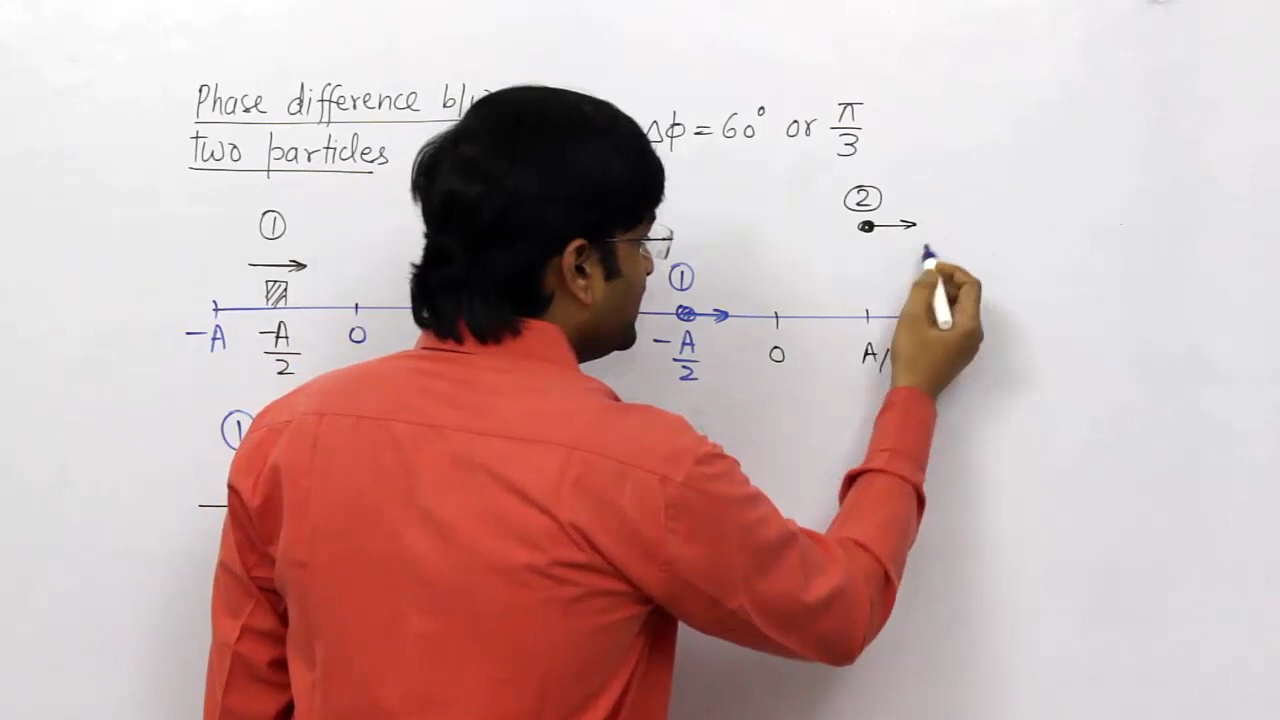 Phase difference
two particles
Δϕ = 60° or π/3
①
-A
-A/2
0
①
-A/2
0
A/
②
①